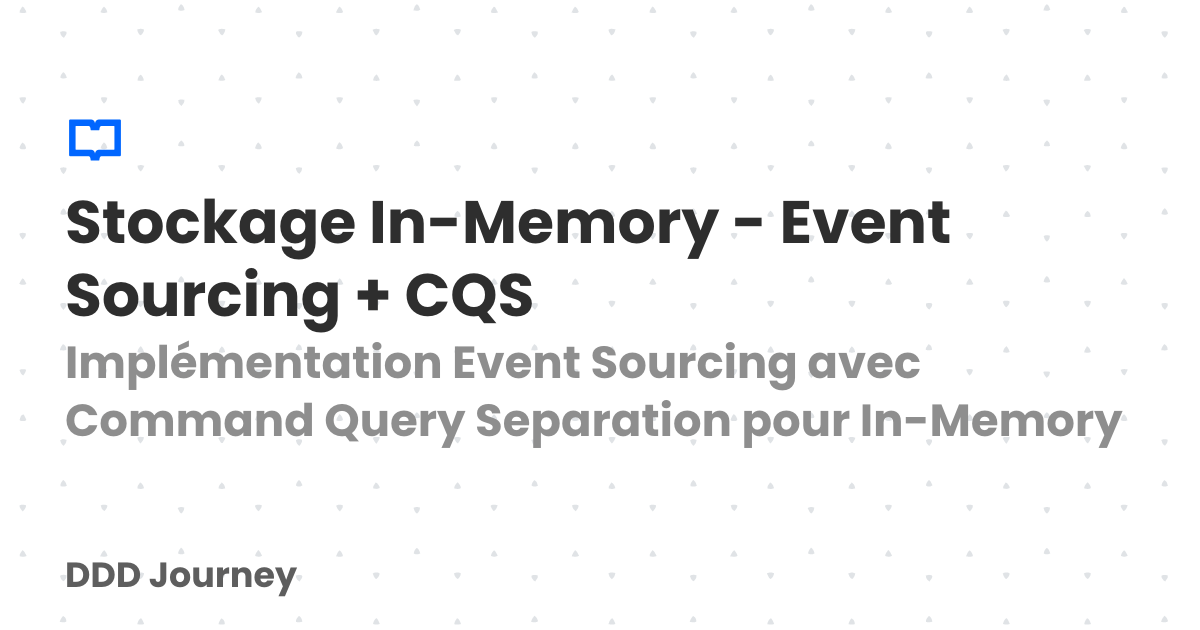 Stockage In-Memory - Event
Sourcing + CQS
Implémentation Event Sourcing avec
Command Query Separation pour In-Memory
DDD Journey